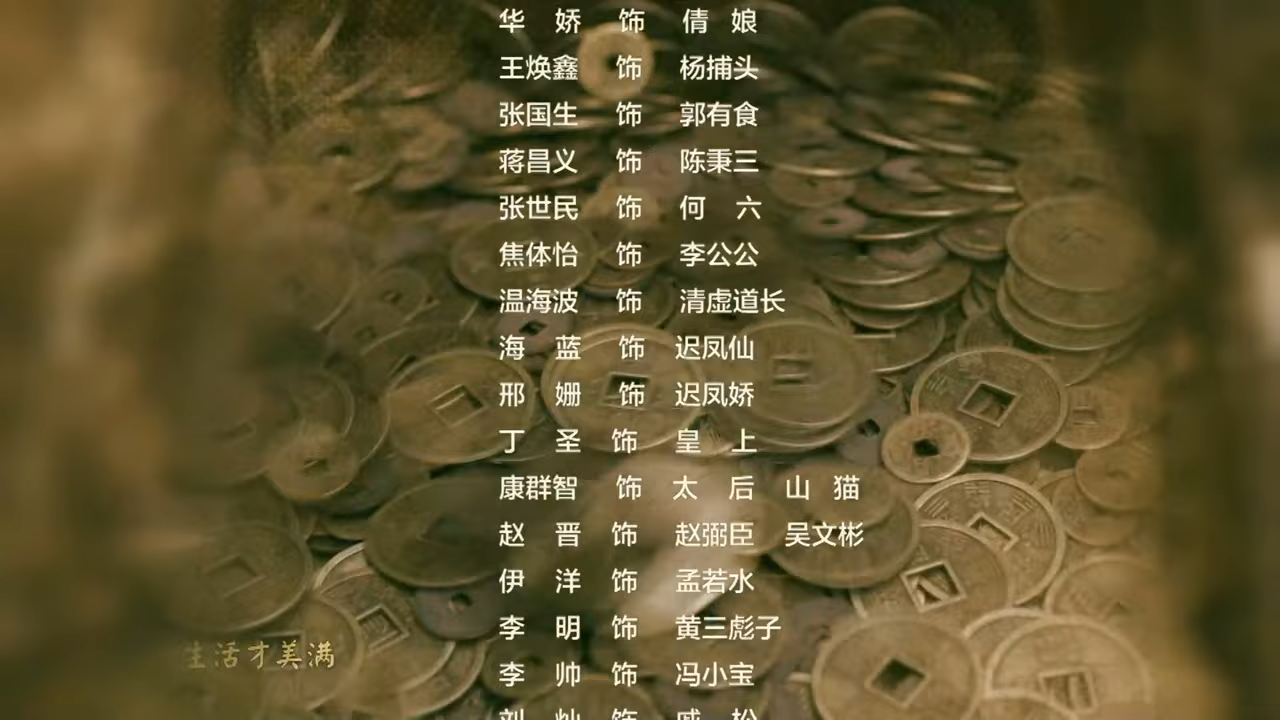 华 娇 饰 倩 娘
王焕鑫 饰 杨捕头
张国生 饰 郭有食
蒋昌义 饰 陈秉三
张世民 饰 何 六
焦体怡 饰 李公公
温海波 饰 清虚道长
海 蓝 饰 迟凤仙
邢 姗 饰 迟凤娇
丁 圣 饰 皇 上
康群智 饰 太 后 山 猫
赵 晋 饰 赵弼臣 吴文彬
伊 洋 饰 孟若水
李 明 饰 黄三彪子
生活才美满
李 帅 饰 冯小宝
刘 灿 饰 戚 松